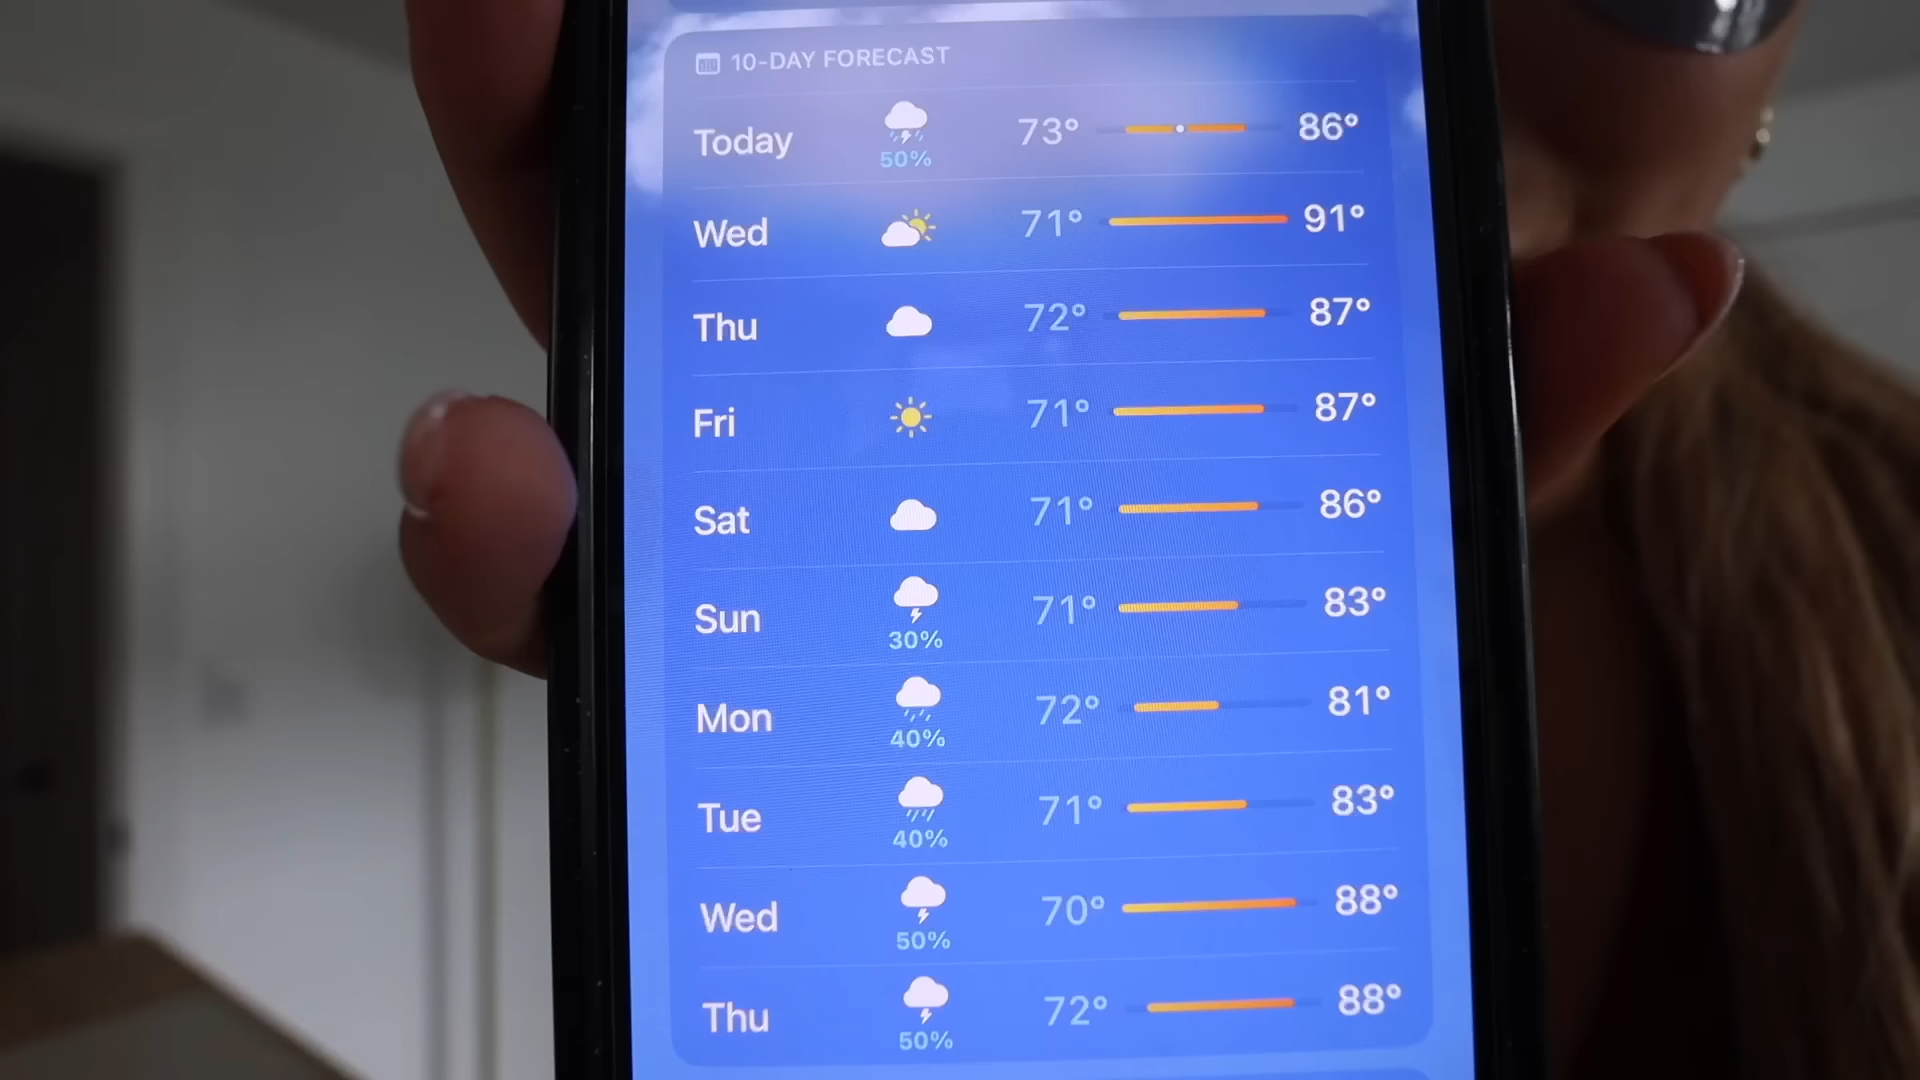 10-DAY FORECAST
Today 50% 73° 86°
Wed 71° 91°
Thu 72° 87°
Fri 71° 87°
Sat 71° 86°
Sun 30% 71° 83°
Mon 40% 72° 81°
Tue 40% 71° 83°
Wed 50% 70° 88°
Thu 50% 72° 88°